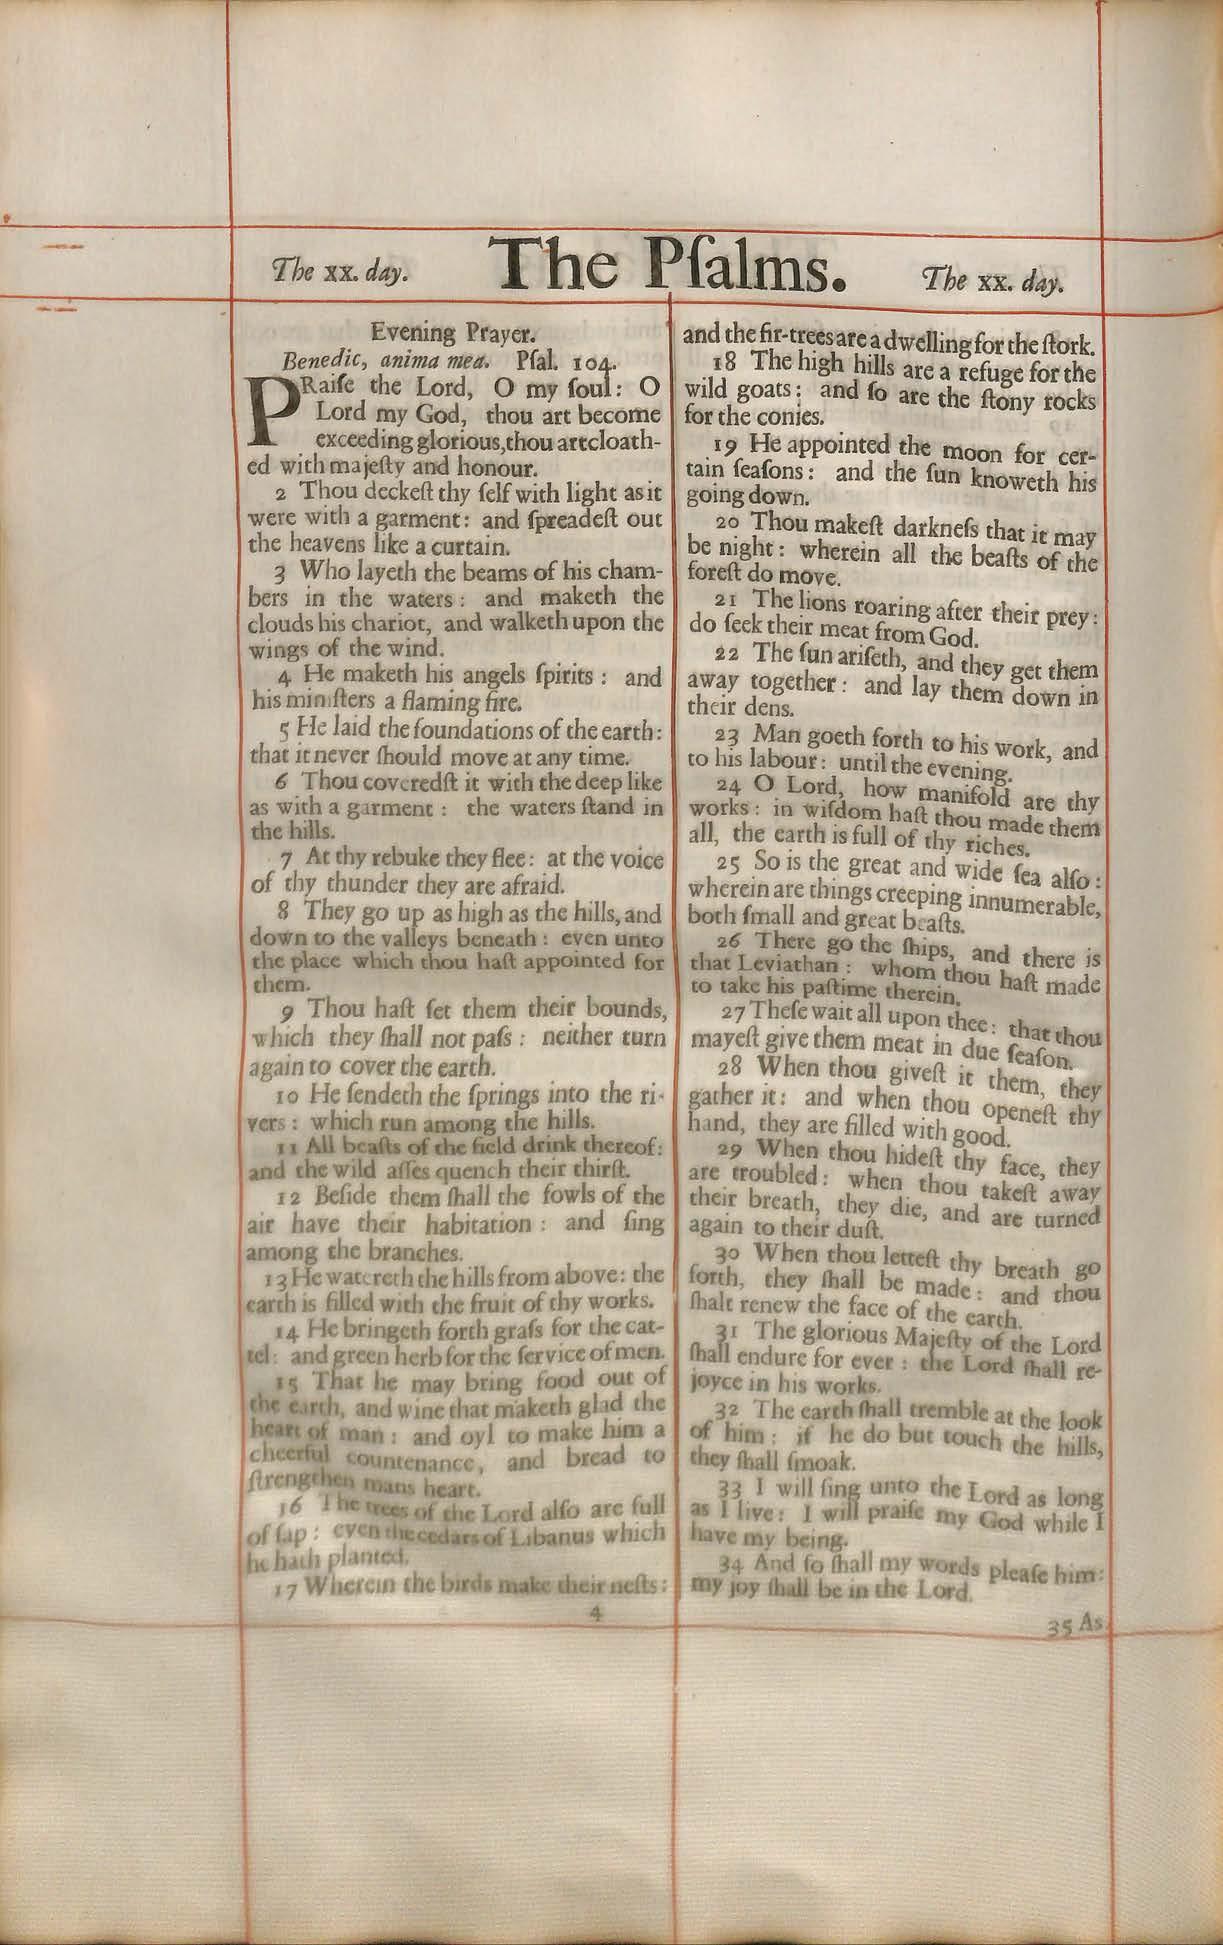 The xx. day.
The Pſalms.
The xx. day.
Evening Prayer.
Benedic, anima mea. Pſal. 104.
PRaiſe the Lord, O my ſoul: O
Lord my God, thou art become
exceeding glorious, thou art cloath-
ed with majeſty and honour.
2 Thou deckeſt thy ſelf with light as it
were with a garment: and ſpreadeſt out
the heavens like a curtain.
3 Who layeth the beams of his cham-
bers in the waters: and maketh the
clouds his chariot, and walketh upon the
wings of the wind.
4 He maketh his angels ſpirits: and
his miniſters a flaming fire.
5 He laid the foundations of the earth:
that it never ſhould move at any time.
6 Thou coveredſt it with the deep like
as with a garment: the waters ſtand in
the hills.
7 At thy rebuke they flee: at the voice
of thy thunder they are afraid.
8 They go up as high as the hills, and
down to the valleys beneath: even unto
the place which thou haſt appointed for
them.
9 Thou haſt ſet them their bounds,
which they ſhall not paſs: neither turn
again to cover the earth.
10 He ſendeth the ſprings into the ri-
vers: which run among the hills.
11 All beaſts of the field drink thereof:
and the wild aſſes quench their thirſt.
12 Beſide them ſhall the fowls of the
air have their habitation: and ſing
among the branches.
13 He watereth the hills from above: the
earth is filled with the fruit of thy works.
14 He bringeth forth graſs for the cat-
tel: and green herb for the ſervice of men.
15 That he may bring food out of
the earth, and wine that maketh glad the
heart of man: and oyl to make him a
cheerful countenance, and bread to
ſtrengthen mans heart.
16 The trees of the Lord alſo are full
of ſap: even the cedars of Libanus which
he hath planted.
17 Wherein the birds make their neſts:
4
and the fir-trees are a dwelling for the ſtork.
18 The high hills are a refuge for the
wild goats: and ſo are the ſtony rocks
for the conies.
19 He appointed the moon for cer-
tain ſeaſons: and the ſun knoweth his
going down.
20 Thou makeſt darkneſs that it may
be night: wherein all the beaſts of the
foreſt do move.
21 The lions roaring after their prey:
do ſeek their meat from God.
22 The ſun ariſeth, and they get them
away together: and lay them down in
their dens.
23 Man goeth forth to his work, and
to his labour: until the evening.
24 O Lord, how manifold are thy
works: in wiſdom haſt thou made them
all, the earth is full of thy riches.
25 So is the great and wide ſea alſo:
wherein are things creeping innumerable,
both ſmall and great beaſts.
26 There go the ſhips, and there is
that Leviathan: whom thou haſt made
to take his paſtime therein.
27 Theſe wait all upon thee: that thou
mayeſt give them meat in due ſeaſon.
28 When thou giveſt it them, they
gather it: and when thou openeſt thy
hand, they are filled with good.
29 When thou hideſt thy face, they
are troubled: when thou takeſt away
their breath, they die, and are turned
again to their duſt.
30 When thou letteſt thy breath go
forth, they ſhall be made: and thou
ſhalt renew the face of the earth.
31 The glorious Majeſty of the Lord
ſhall endure for ever: the Lord ſhall re-
joyce in his works.
32 The earth ſhall tremble at the look
of him: if he do but touch the hills,
they ſhall ſmoak.
33 I will ſing unto the Lord as long
as I live: I will praiſe my God while I
have my being.
34 And ſo ſhall my words pleaſe him:
my joy ſhall be in the Lord.
35 As